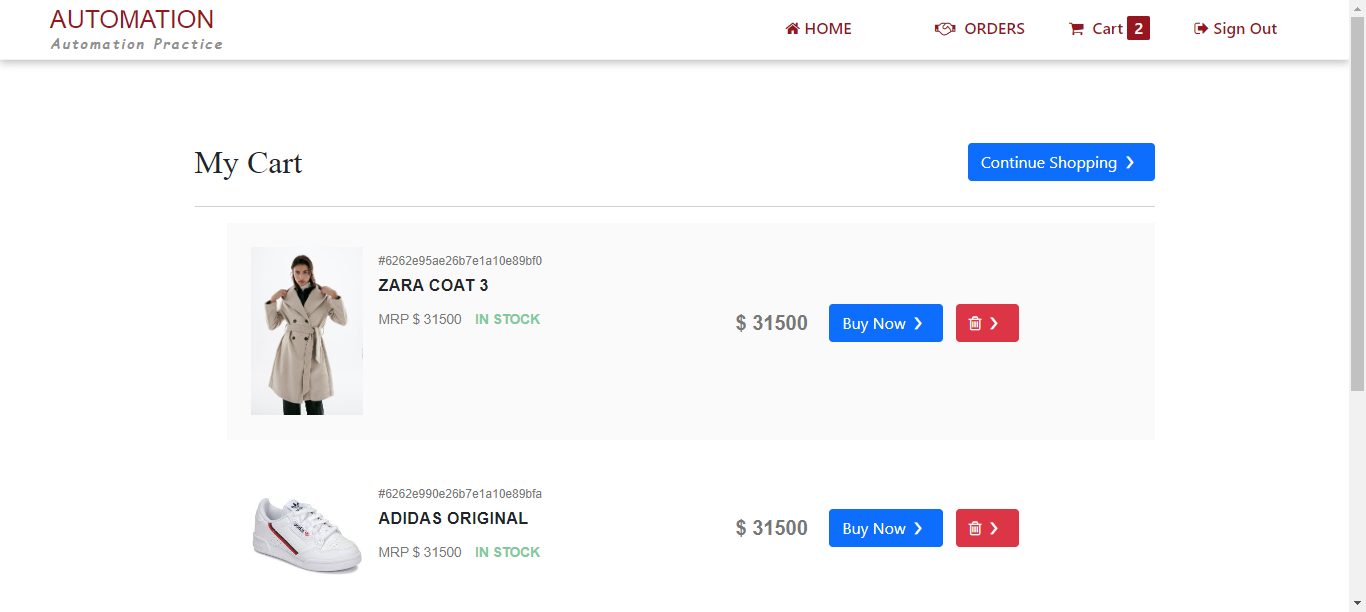 AUTOMATION
Automation Practice
HOME
ORDERS
Cart 2
Sign Out
My Cart
Continue Shopping
#6262e95ae26b7e1a10e89bf0
ZARA COAT 3
MRP $ 31500 IN STOCK
$ 31500
Buy Now
#6262e990e26b7e1a10e89bfa
ADIDAS ORIGINAL
MRP $ 31500 IN STOCK
$ 31500
Buy Now